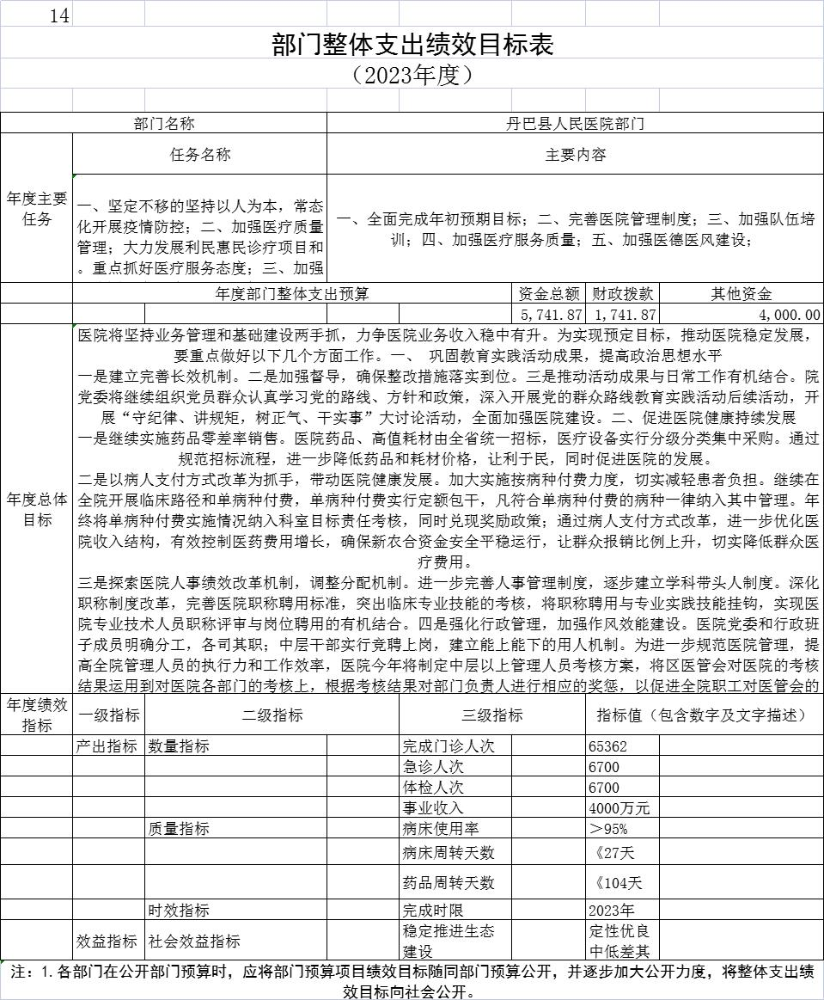 14
部门整体支出绩效目标表
（2023年度）
部门名称 丹巴县人民医院部门
年度主要任务 任务名称 主要内容
一、坚定不移的坚持以人为本，常态
化开展疫情防控；二、加强医疗质量
管理；大力发展利民惠民诊疗项目和
。重点抓好医疗服务态度；三、加强
一、全面完成年初预期目标；二、完善医院管理制度；三、加强队伍培
训；四、加强医疗服务质量；五、加强医德医风建设；
年度部门整体支出预算 资金总额 财政拨款 其他资金
5,741.87 1,741.87 4,000.00
年度总体
目标
医院将坚持业务管理和基础建设两手抓，力争医院业务收入稳中有升。为实现预定目标，推动医院稳定发展，
要重点做好以下几个方面工作。一、 巩固教育实践活动成果，提高政治思想水平
一是建立完善长效机制。二是加强督导，确保整改措施落实到位。三是推动活动成果与日常工作有机结合。院
党委将继续组织党员群众认真学习党的路线、方针和政策，深入开展党的群众路线教育实践活动后续活动，开
展“守纪律、讲规矩，树正气、干实事”大讨论活动，全面加强医院建设。二、促进医院健康持续发展
一是继续实施药品零差率销售。医院药品、高值耗材由全省统一招标，医疗设备实行分级分类集中采购。通过
规范招标流程，进一步降低药品和耗材价格，让利于民，同时促进医院的发展。
二是以病人支付方式改革为抓手，带动医院健康发展。加大实施按病种付费力度，切实减轻患者负担。继续在
全院开展临床路径和单病种付费，单病种付费实行定额包干，凡符合单病种付费的病种一律纳入其中管理。年
终将单病种付费实施情况纳入科室目标责任考核，同时兑现奖励政策；通过病人支付方式改革，进一步优化医
院收入结构，有效控制医药费用增长，确保新农合资金安全平稳运行，让群众报销比例上升，切实降低群众医
疗费用。
三是探索医院人事绩效改革机制，调整分配机制。进一步完善人事管理制度，逐步建立学科带头人制度。深化
职称制度改革，完善医院职称聘用标准，突出临床专业技能的考核，将职称聘用与专业实践技能挂钩，实现医
院专业技术人员职称评审与岗位聘用的有机结合。四是强化行政管理，加强作风效能建设。医院党委和行政班
子成员明确分工，各司其职；中层干部实行竞聘上岗，建立能上能下的用人机制。为进一步规范医院管理，提
高全院管理人员的执行力和工作效率，医院今年将制定中层以上管理人员考核方案，将区医管会对医院的考核
结果运用到对医院各部门的考核上，根据考核结果对部门负责人进行相应的奖惩，以促进全院职工对医管会的
年度绩效
指标
一级指标 二级指标 三级指标 指标值（包含数字及文字描述）
产出指标 数量指标 完成门诊人次 65362
急诊人次 6700
体检人次 6700
事业收入 4000万元
质量指标 病床使用率 ＞95%
病床周转天数 《27天
药品周转天数 《104天
时效指标 完成时限 2023年
效益指标 社会效益指标
稳定推进生态
建设
定性优良
中低差其
注：1.各部门在公开部门预算时，应将部门预算项目绩效目标随同部门预算公开，并逐步加大公开力度，将整体支出绩
效目标向社会公开。